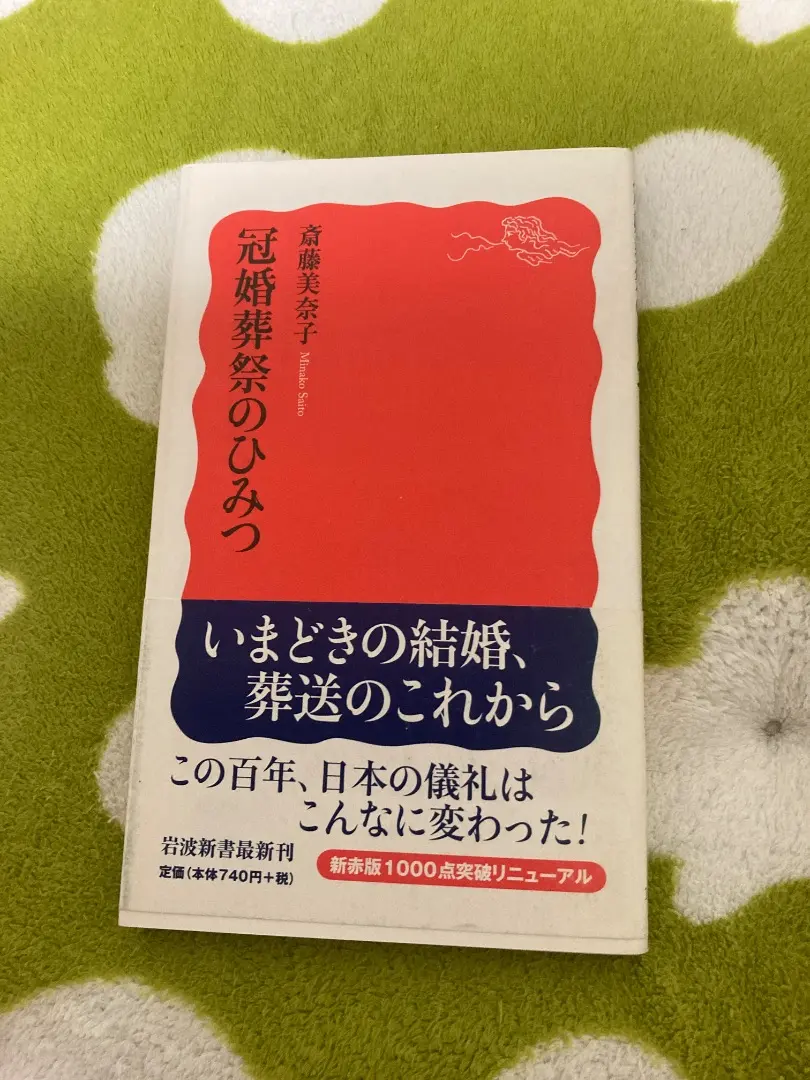 斎藤美奈子 Minako Saito
冠婚葬祭のひみつ
いまどきの結婚、
葬送のこれから
この百年、日本の儀礼は
こんなに変わった!
岩波新書最新刊
定価(本体740円+税)
新赤版1000点突破リニューアル